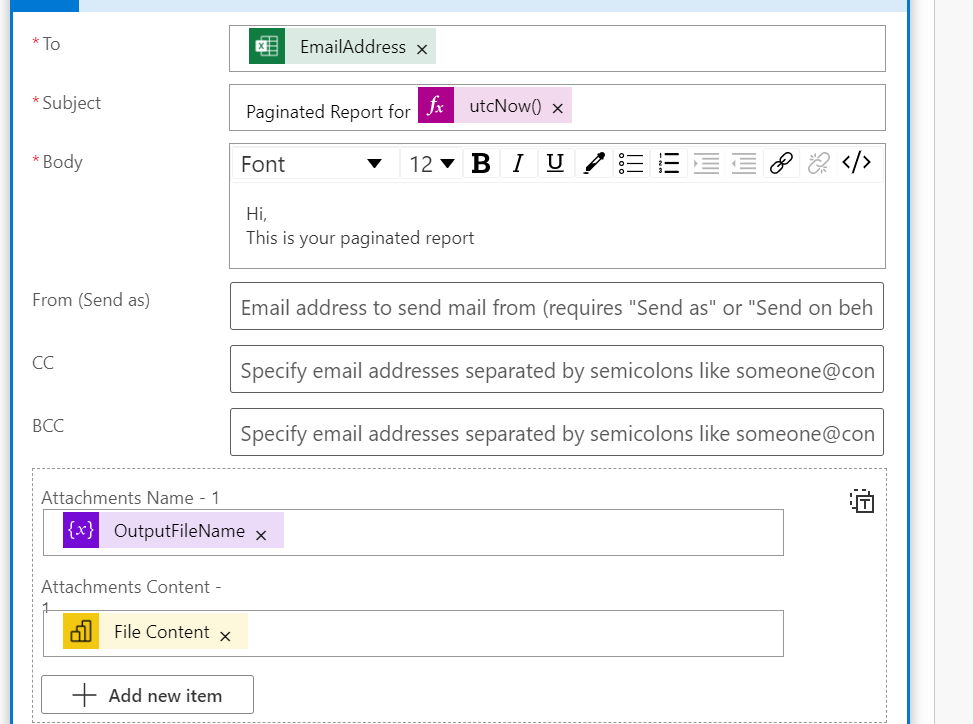 * To
EmailAddress ×
* Subject
Paginated Report for fx utcNow() ×
* Body
Font 12 B I U </>
Hi,
This is your paginated report
From (Send as)
Email address to send mail from (requires "Send as" or "Send on beh
CC
Specify email addresses separated by semicolons like someone@con
BCC
Specify email addresses separated by semicolons like someone@con
Attachments Name - 1
{x} OutputFileName ×
Attachments Content -
1
File Content ×
+ Add new item